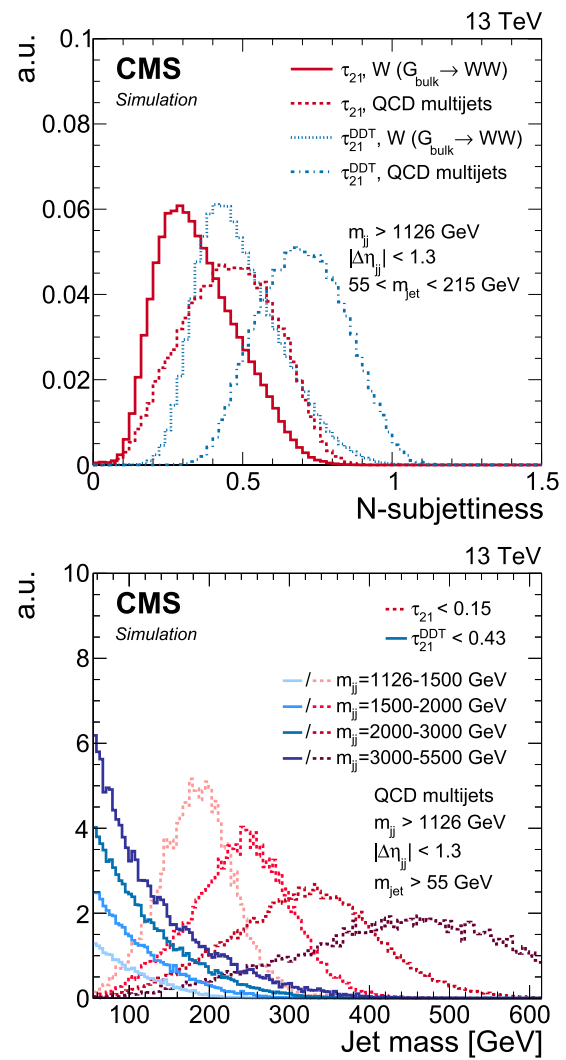 13 TeV
a.u.
0.1
CMS
Simulation
τ21, W (Gbulk → WW)
τ21, QCD multijets
τ21DDT, W (Gbulk → WW)
τ21DDT, QCD multijets
0.08
0.06
mjj > 1126 GeV
|Δηjj| < 1.3
55 < mjet < 215 GeV
0.04
0.02
0
0 0.5 1 1.5
N-subjettiness
13 TeV
a.u.
10
CMS
Simulation
τ21 < 0.15
τ21DDT < 0.43
8
/ mjj=1126-1500 GeV
/ mjj=1500-2000 GeV
/ mjj=2000-3000 GeV
/ mjj=3000-5500 GeV
6
QCD multijets
mjj > 1126 GeV
|Δηjj| < 1.3
mjet > 55 GeV
4
2
0
100 200 300 400 500 600
Jet mass [GeV]